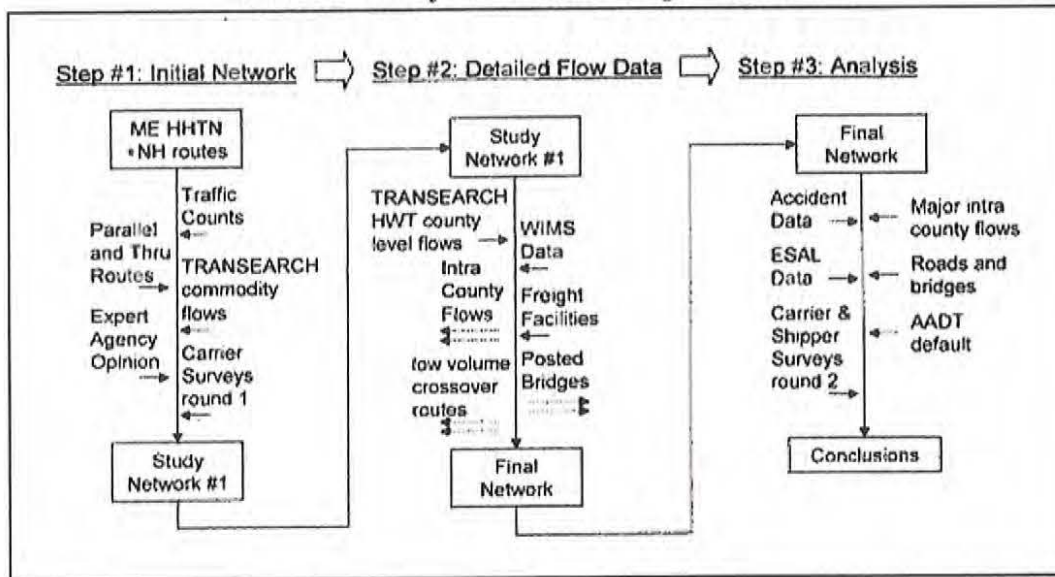 Step #1: Initial Network
Step #2: Detailed Flow Data
Step #3: Analysis
ME HHTN
+NH routes
Traffic
Counts
Parallel
and Thru
Routes
TRANSEARCH
commodity
flows
Expert
Agency
Opinion
Carrier
Surveys
round 1
Study
Network #1
Study
Network #1
TRANSEARCH
HWT county
level flows
WIMS
Data
Intra
County
Flows
Freight
Facilities
low volume
crossover
routes
Posted
Bridges
Final
Network
Final
Network
Accident
Data
Major intra
county flows
ESAL
Data
Roads and
bridges
Carrier &
Shipper
Surveys
round 2
AADT
default
Conclusions